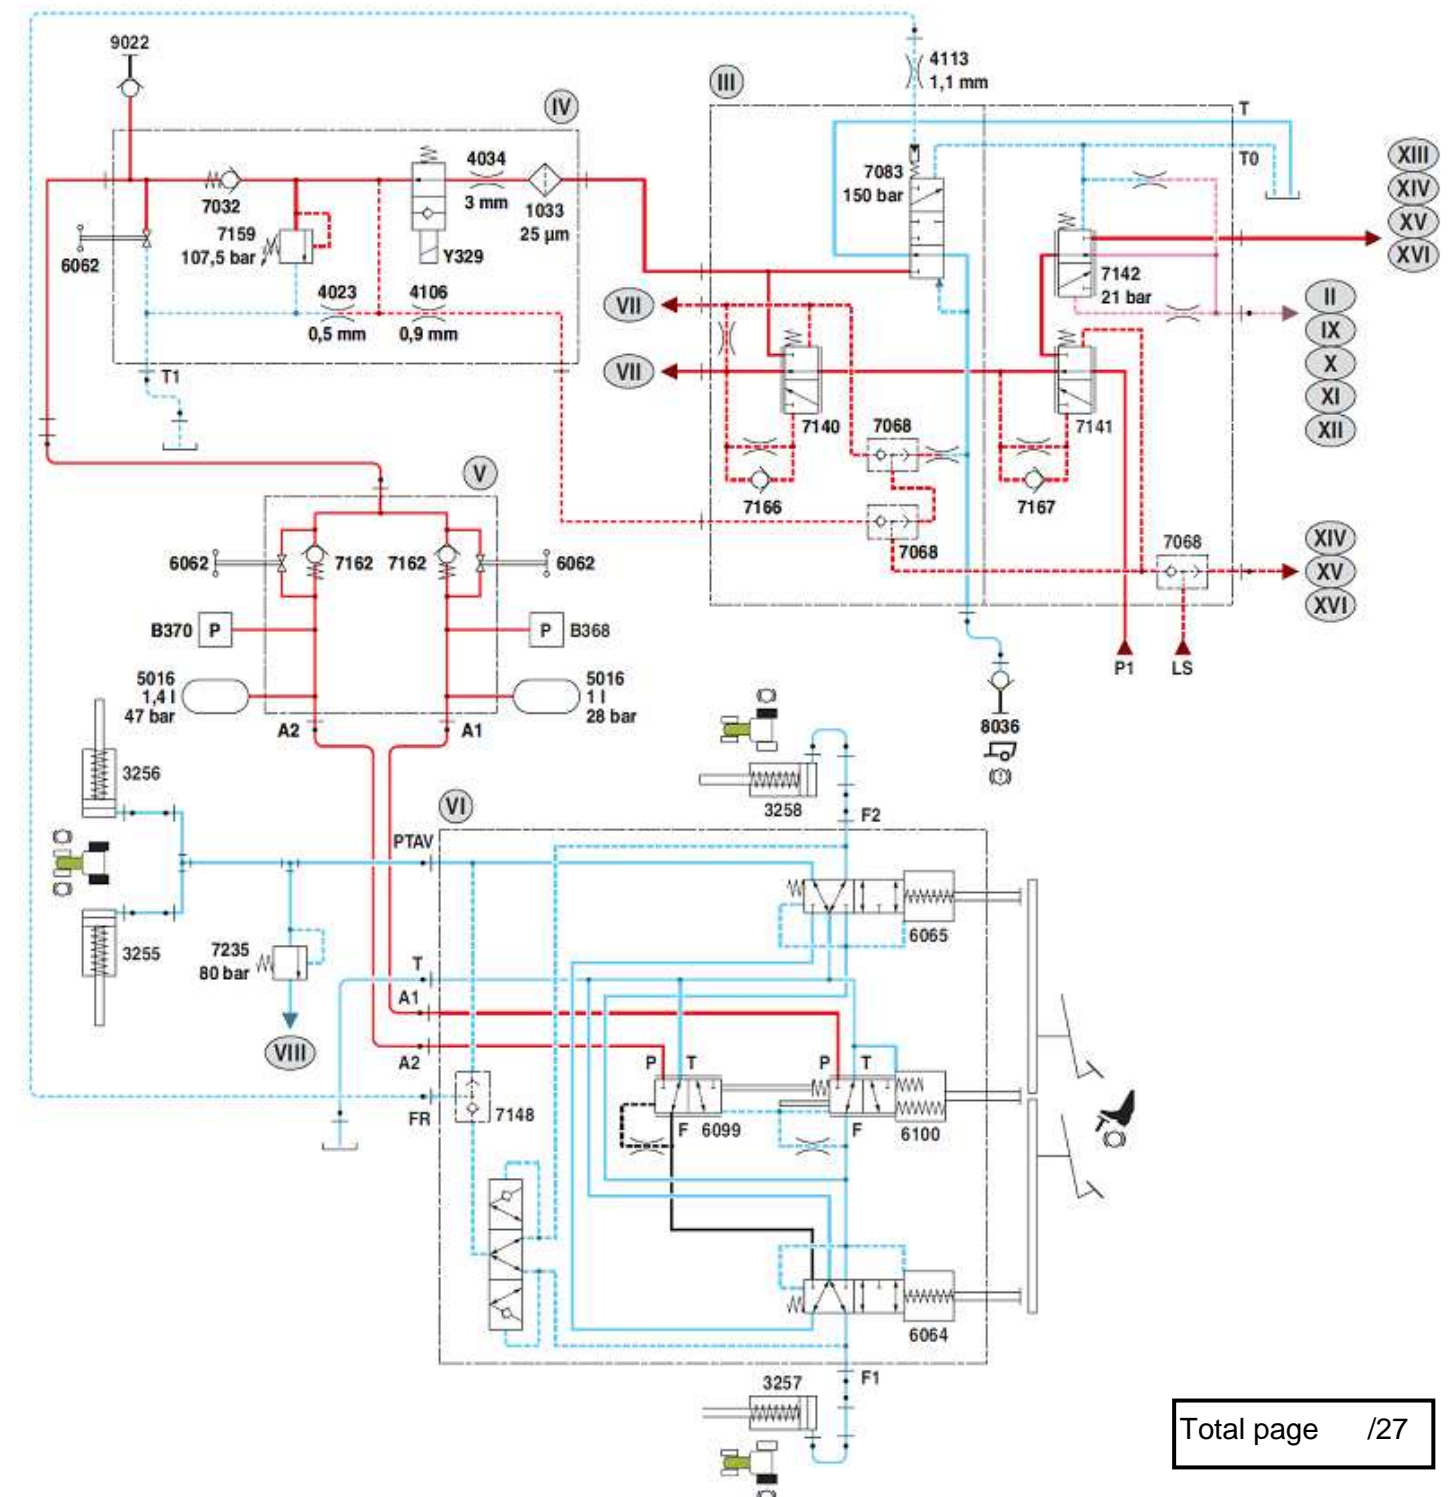 9022
IV
4034
3 mm
1033
25 µm
7032
7159
107,5 bar
Y329
6062
4023
0,5 mm
4106
0,9 mm
T1
4113
1,1 mm
III
T
T0
7083
150 bar
7142
21 bar
XIII
XIV
XV
XVI
II
IX
X
XI
XII
VII
VII
7140
7141
7068
7166
7167
7068
7068
XIV
XV
XVI
P1
LS
8036
V
6062
7162
7162
6062
B370
P
P
B368
5016
1,4 l
47 bar
5016
1 l
28 bar
A2
A1
3256
3255
3258
F2
VI
PTAV
7235
80 bar
VIII
T
A1
A2
FR
7148
6065
P
T
P
T
F
6099
F
6100
6064
3257
F1
Total page /27